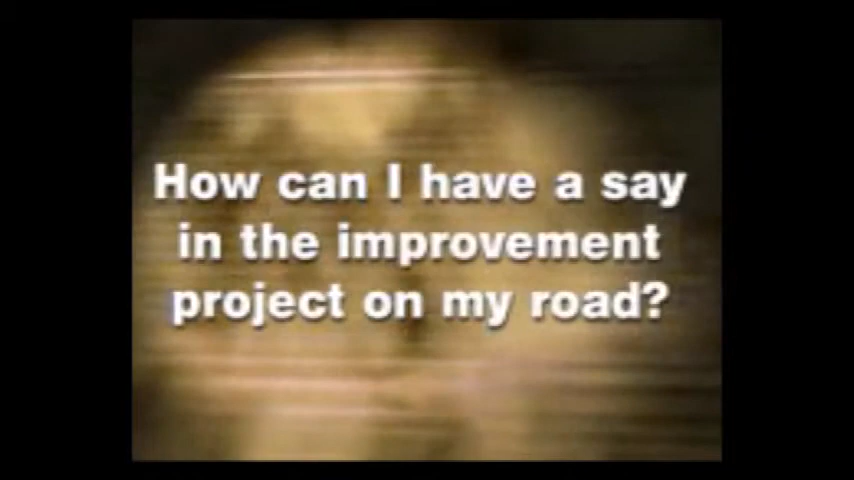 How can I have a say
in the improvement
project on my road?